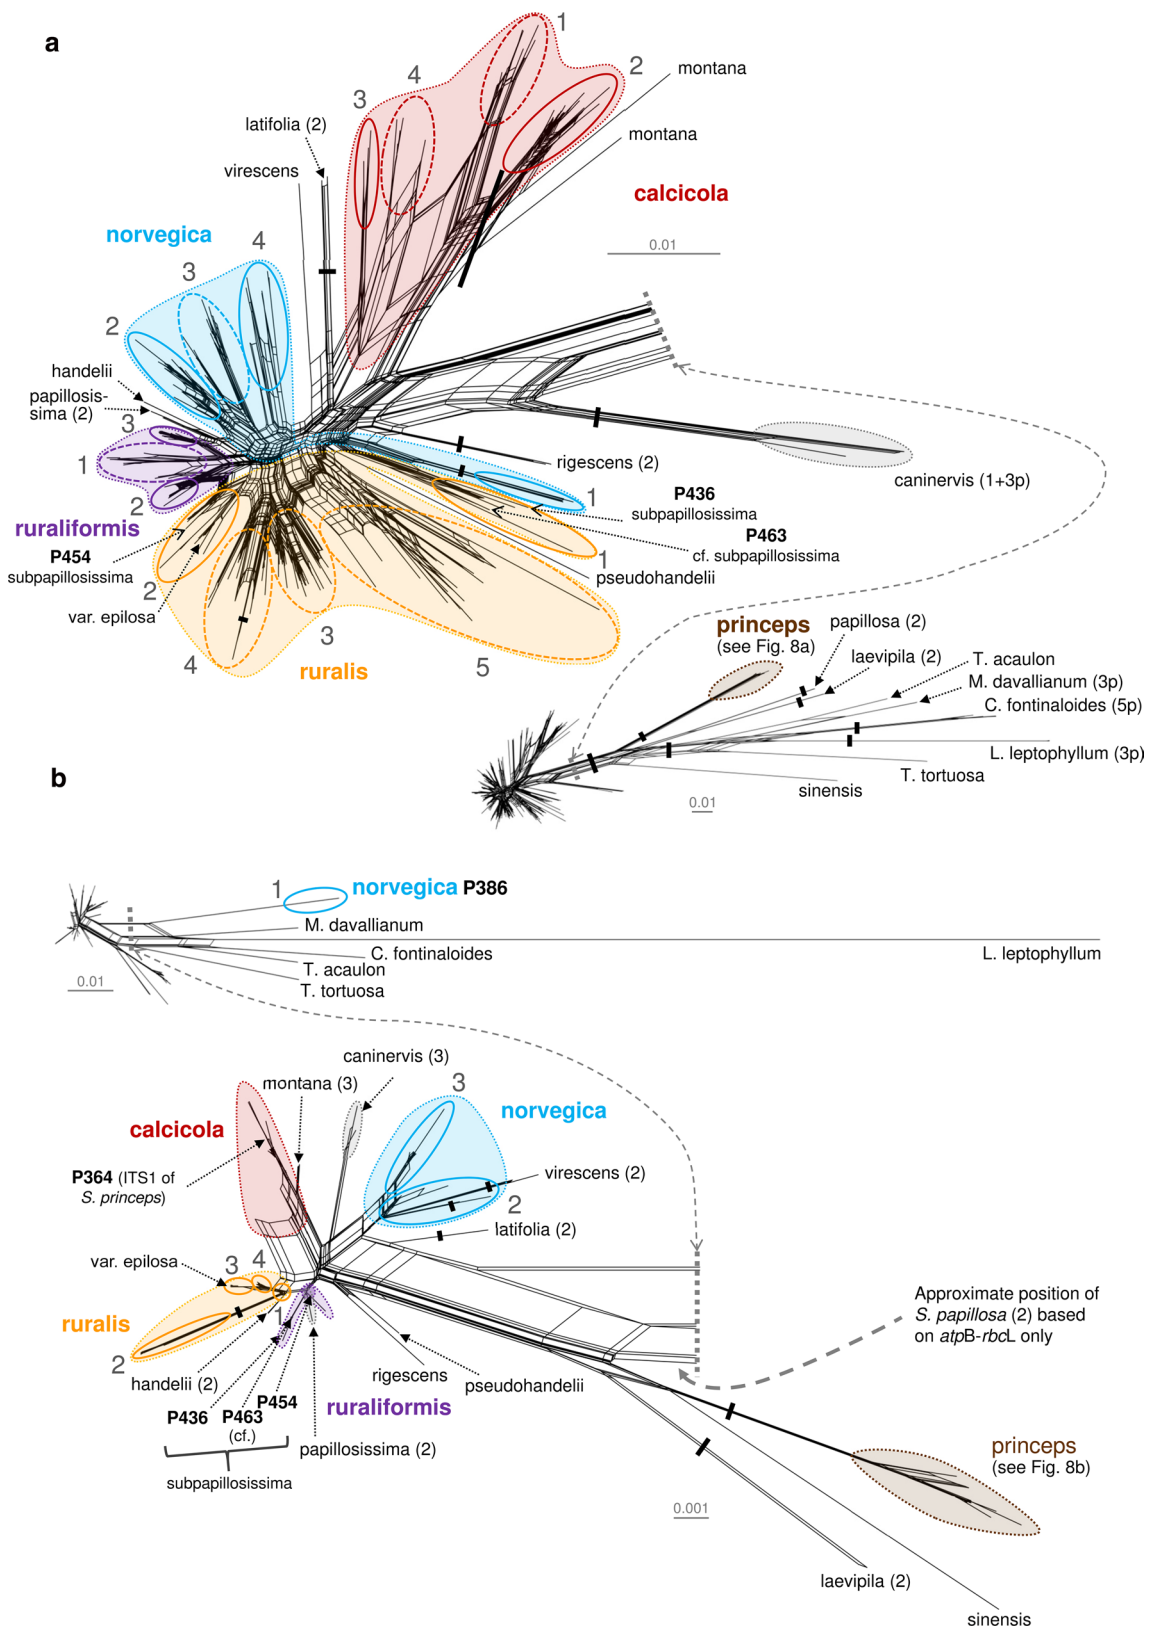 a
1
2
montana
4
3
latifolia (2)
montana
virescens
calcicola
norvegica
4
0.01
3
2
handelii
papillosis-
sima (2)
3
1
rigescens (2)
caninervis (1+3p)
2
1
P436
subpapillosissima
ruraliformis
P463
cf. subpapillosissima
P454
subpapillosissima
1
pseudohandelii
2
var. epilosa
3
4
ruralis
5
princeps
(see Fig. 8a)
papillosa (2)
laevipila (2)
T. acaulon
M. davallianum (3p)
C. fontinaloides (5p)
L. leptophyllum (3p)
T. tortuosa
sinensis
0.01
b
1
norvegica P386
M. davallianum
C. fontinaloides
L. leptophyllum
T. acaulon
T. tortuosa
0.01
caninervis (3)
montana (3)
3
norvegica
calcicola
P364 (ITS1 of
S. princeps)
virescens (2)
2
latifolia (2)
var. epilosa
3
4
1
ruralis
2
Approximate position of
S. papillosa (2) based
on atpB-rbcL only
handelii (2)
rigescens
pseudohandelii
P454
P436
P463
(cf.)
ruraliformis
papillosissima (2)
subpapillosissima
princeps
(see Fig. 8b)
0.001
laevipila (2)
sinensis